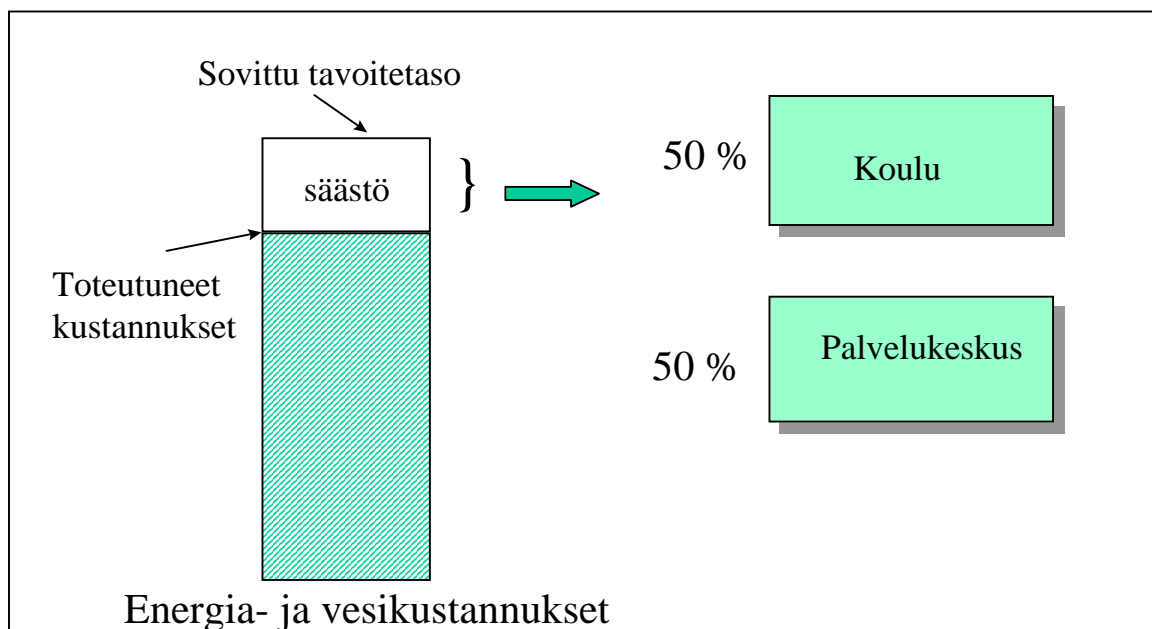 Sovittu tavoitetaso
säästö
}
Toteutuneet
kustannukset
Energia- ja vesikustannukset
50 %
Koulu
50 %
Palvelukeskus